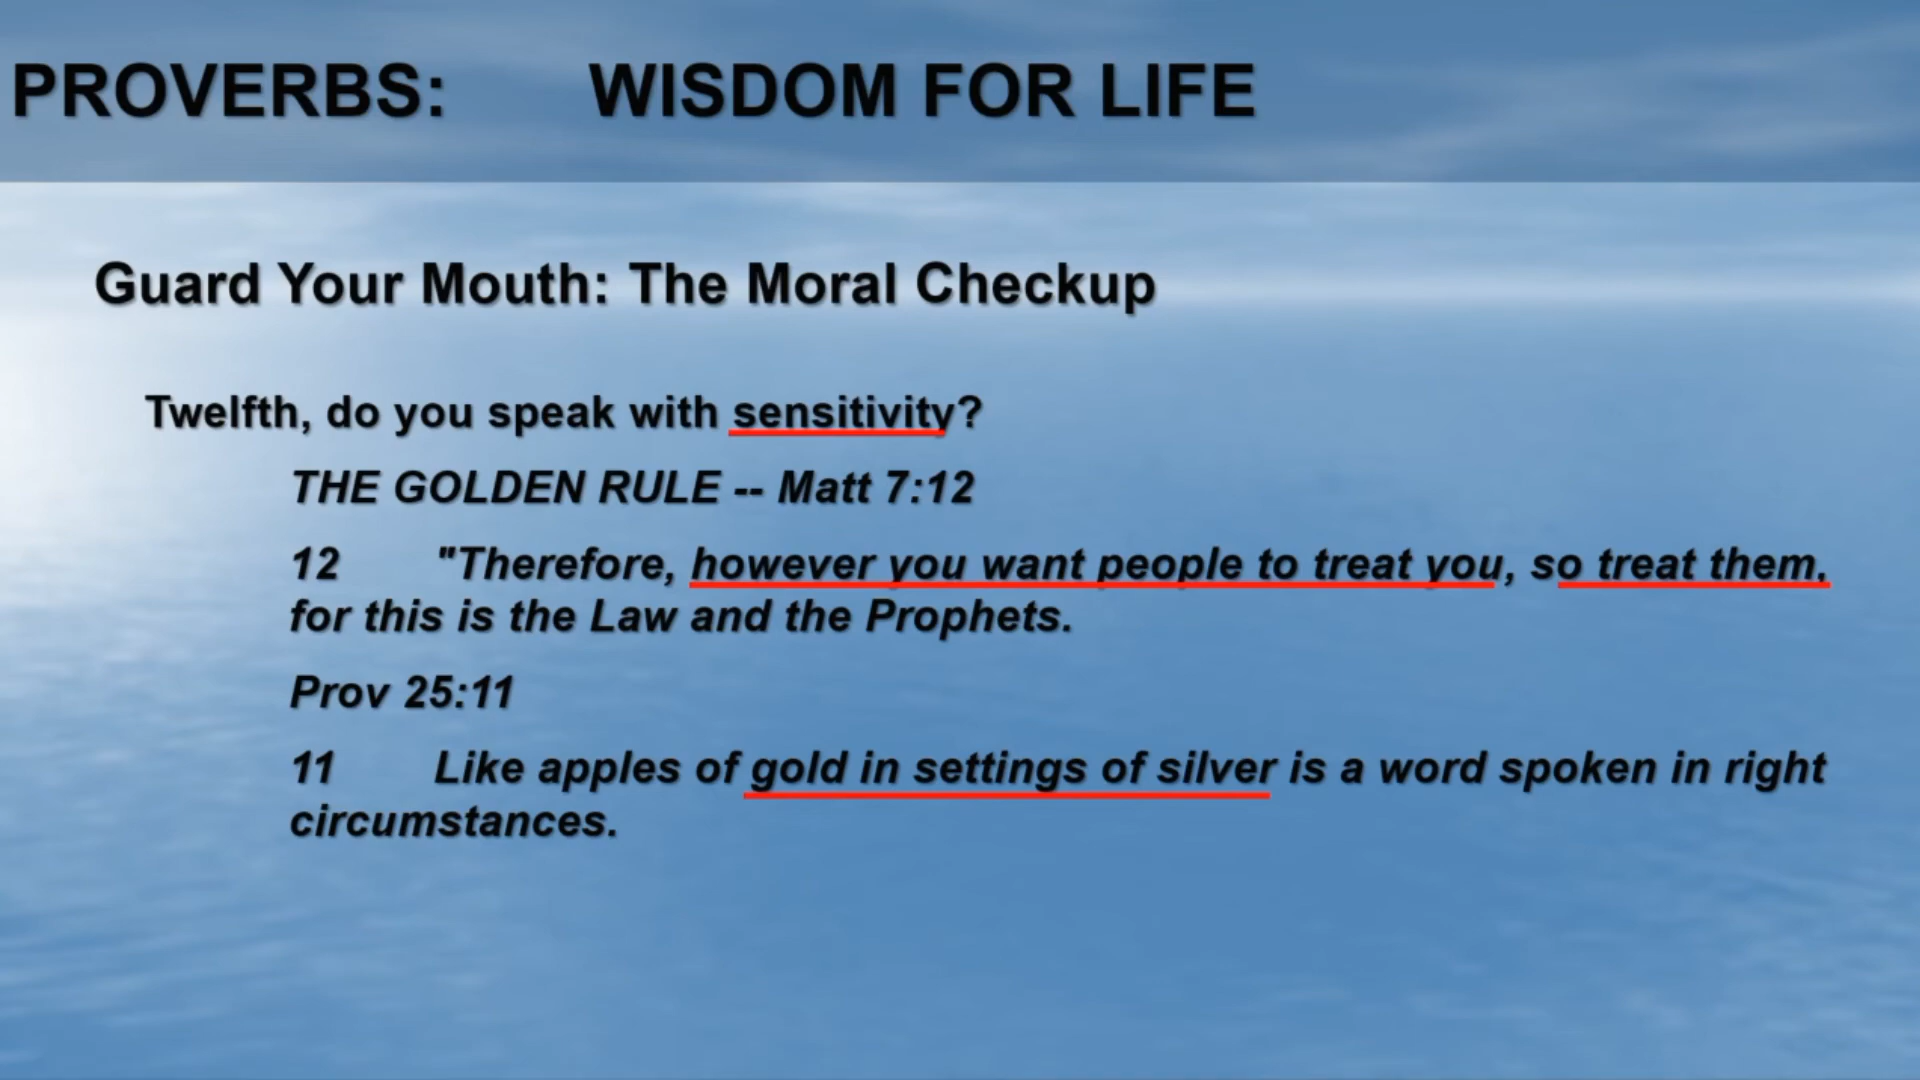 PROVERBS: WISDOM FOR LIFE
Guard Your Mouth: The Moral Checkup
Twelfth, do you speak with sensitivity?
THE GOLDEN RULE -- Matt 7:12
12 "Therefore, however you want people to treat you, so treat them,
for this is the Law and the Prophets.
Prov 25:11
11 Like apples of gold in settings of silver is a word spoken in right
circumstances.